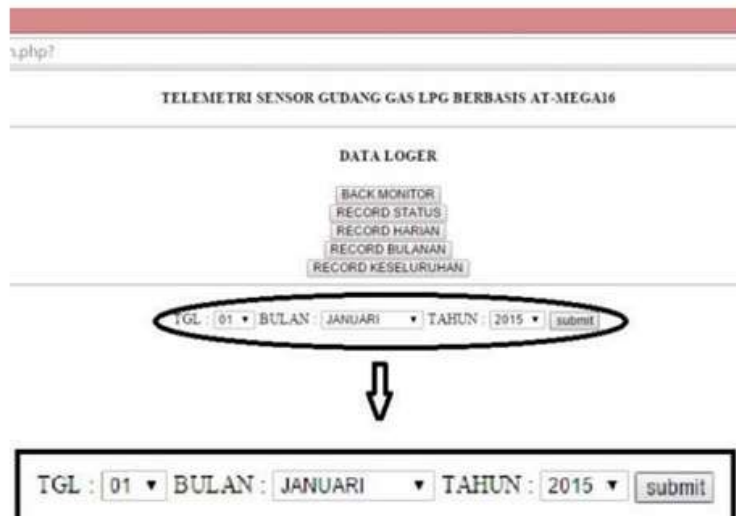 n.php?
TELEMETRI SENSOR GUDANG GAS LPG BERBASIS AT-MEGA16
DATA LOGER
BACK MONITOR
RECORD STATUS
RECORD HARIAN
RECORD BULANAN
RECORD KESELURUHAN
TGL : 01 BULAN : JANUARI TAHUN : 2015 submit
TGL : 01 BULAN : JANUARI TAHUN : 2015 submit